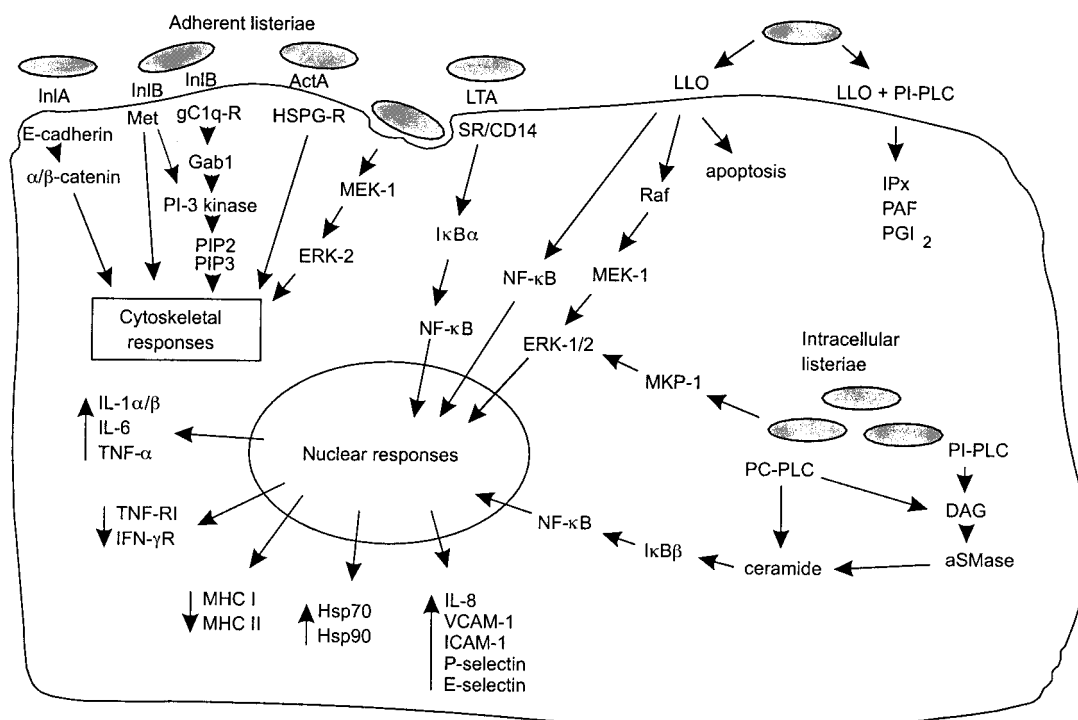 Adherent listeriae
InlA
InlB
InlB
ActA
LTA
LLO
LLO + PI-PLC
E-cadherin
Met
gC1q-R
HSPG-R
SR/CD14
α/β-catenin
Gab1
MEK-1
Raf
apoptosis
IPx
PAF
PGI 2
PI-3 kinase
PIP2
PIP3
ERK-2
IκBα
NF-κB
MEK-1
Cytoskeletal
responses
NF-κB
ERK-1/2
MKP-1
Intracellular
listeriae
IL-1α/β
IL-6
TNF-α
Nuclear responses
PC-PLC
PI-PLC
DAG
TNF-RI
IFN-γR
NF-κB
IκBβ
ceramide
aSMase
MHC I
MHC II
Hsp70
Hsp90
IL-8
VCAM-1
ICAM-1
P-selectin
E-selectin